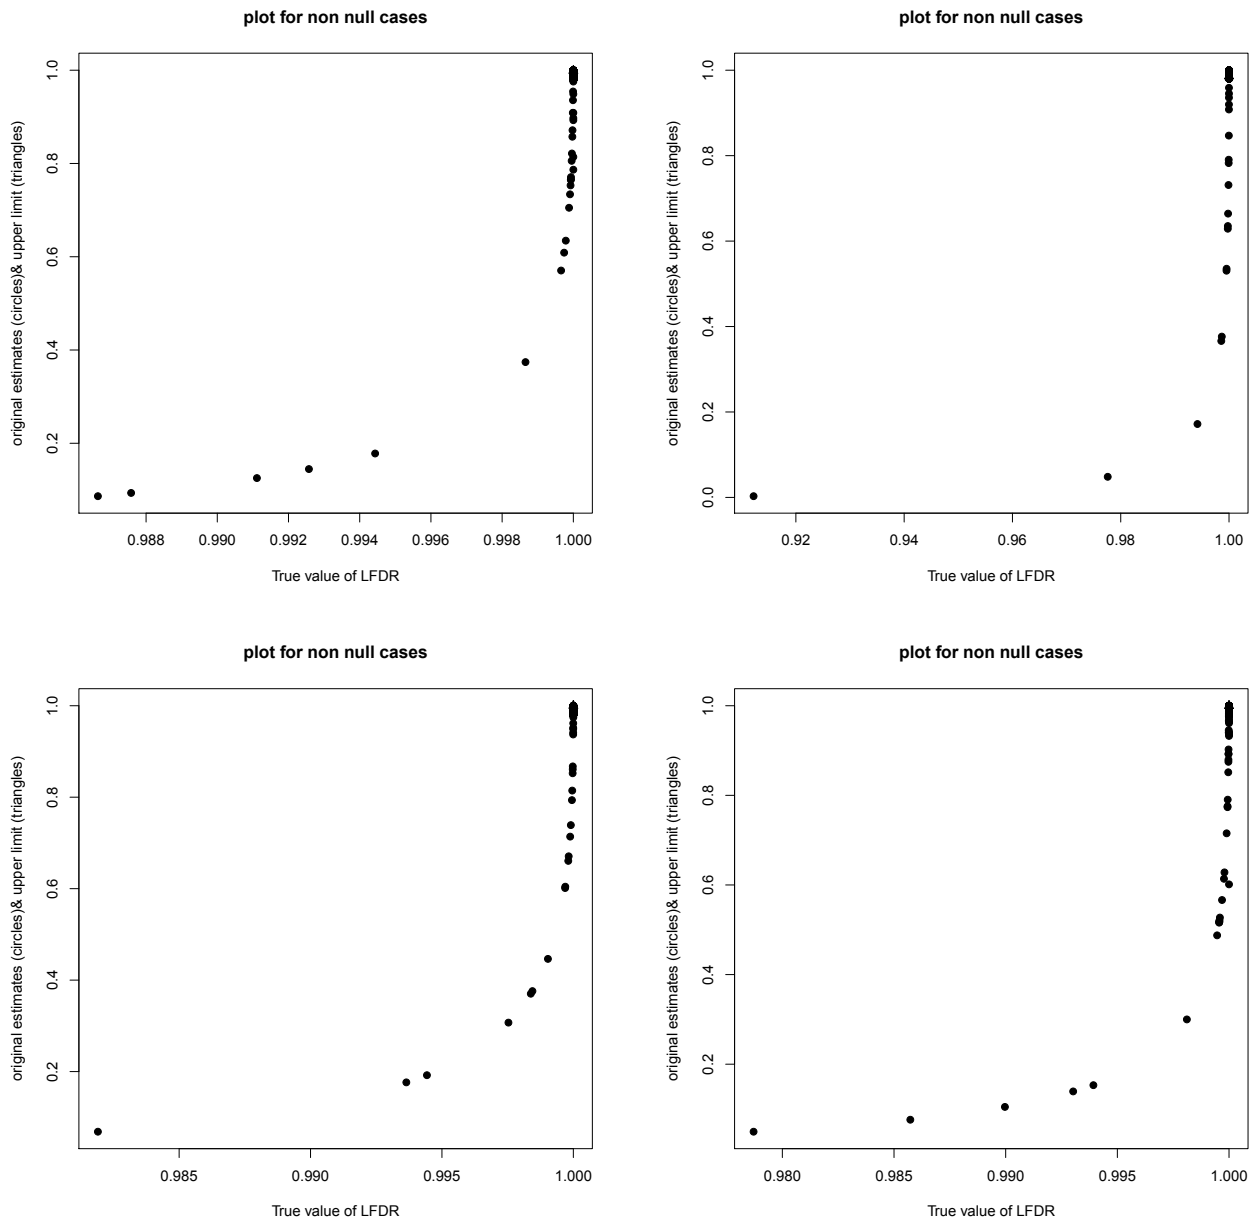 plot for non null cases
original estimates (circles)& upper limit (triangles)
1.0
0.8
0.6
0.4
0.2
0.988 0.990 0.992 0.994 0.996 0.998 1.000
True value of LFDR
plot for non null cases
original estimates (circles)& upper limit (triangles)
1.0
0.8
0.6
0.4
0.2
0.0
0.92 0.94 0.96 0.98 1.00
True value of LFDR
plot for non null cases
original estimates (circles)& upper limit (triangles)
1.0
0.8
0.6
0.4
0.2
0.985 0.990 0.995 1.000
True value of LFDR
plot for non null cases
original estimates (circles)& upper limit (triangles)
1.0
0.8
0.6
0.4
0.2
0.980 0.985 0.990 0.995 1.000
True value of LFDR